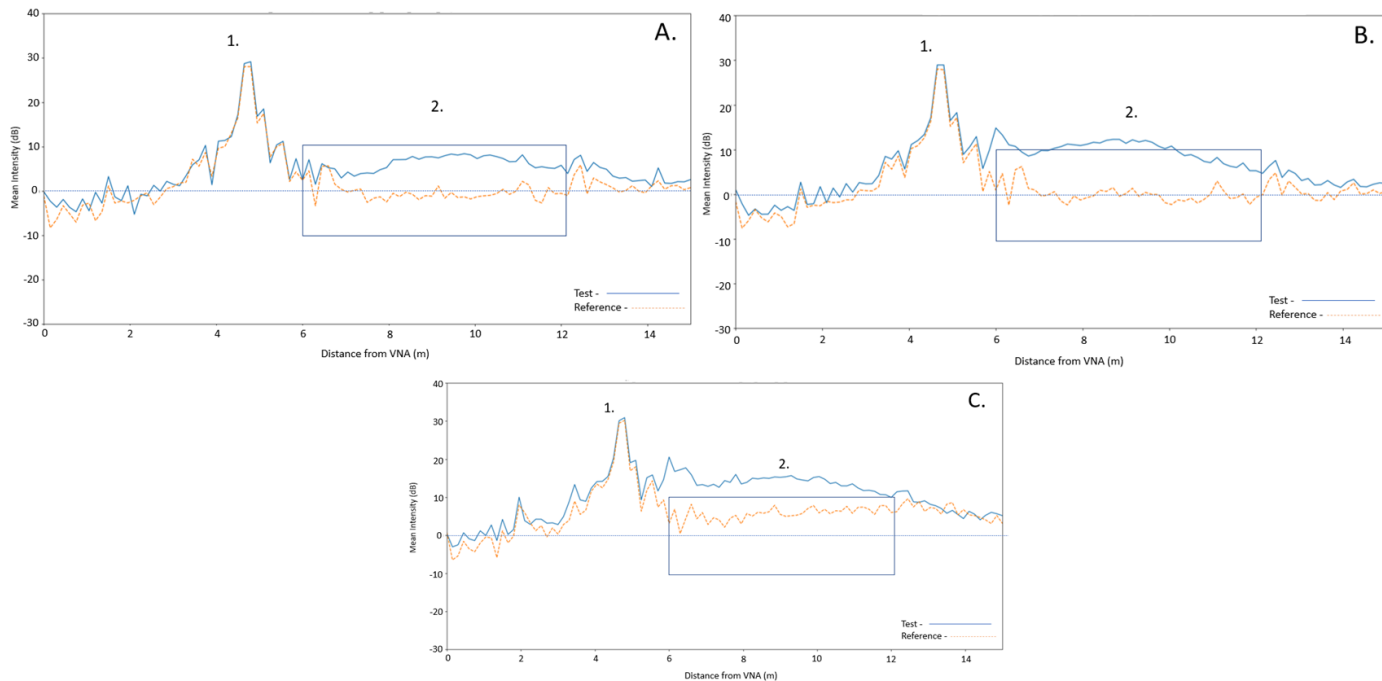 A.
1.
2.
Mean Intensity (dB)
40
30
20
10
0
-10
-20
-30
Test -
Reference -
0 2 4 6 8 10 12 14
Distance from VNA (m)
B.
1.
2.
Mean Intensity (dB)
40
30
20
10
0
-10
-20
-30
Test -
Reference -
0 2 4 6 8 10 12 14
Distance from VNA (m)
C.
1.
2.
Mean Intensity (dB)
40
30
20
10
0
-10
-20
-30
Test -
Reference -
0 2 4 6 8 10 12 14
Distance from VNA (m)